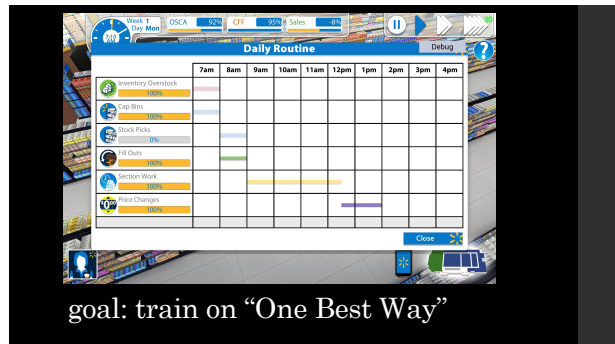 Week 1
Day Mon
OSCA 92%
CFF 95%
Sales -8%
7:19
Daily Routine
Debug
?
7am 8am 9am 10am 11am 12pm 1pm 2pm 3pm 4pm
Inventory Overstock
100%
Cap Bins
100%
Stock Picks
0%
Fill Outs
100%
Section Work
100%
Price Changes
100%
Close
goal: train on “One Best Way”